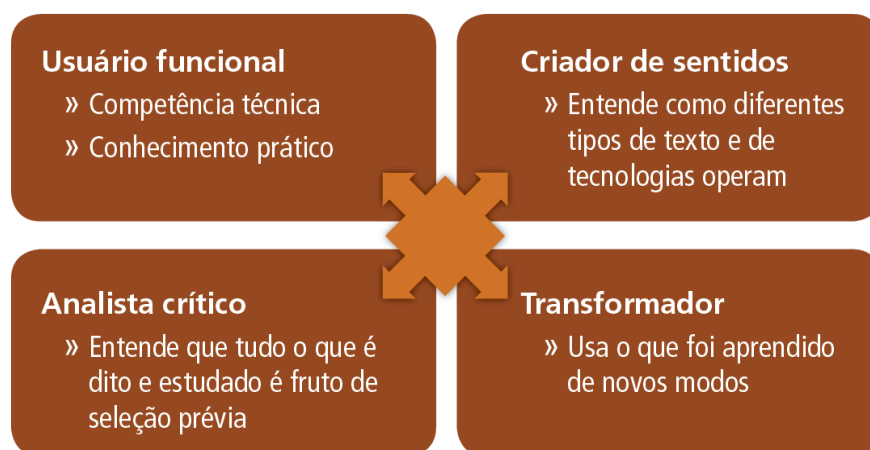 Usuário funcional
» Competência técnica
» Conhecimento prático
Criador de sentidos
» Entende como diferentes
tipos de texto e de
tecnologias operam
Analista crítico
» Entende que tudo o que é
dito e estudado é fruto de
seleção prévia
Transformador
» Usa o que foi aprendido
de novos modos